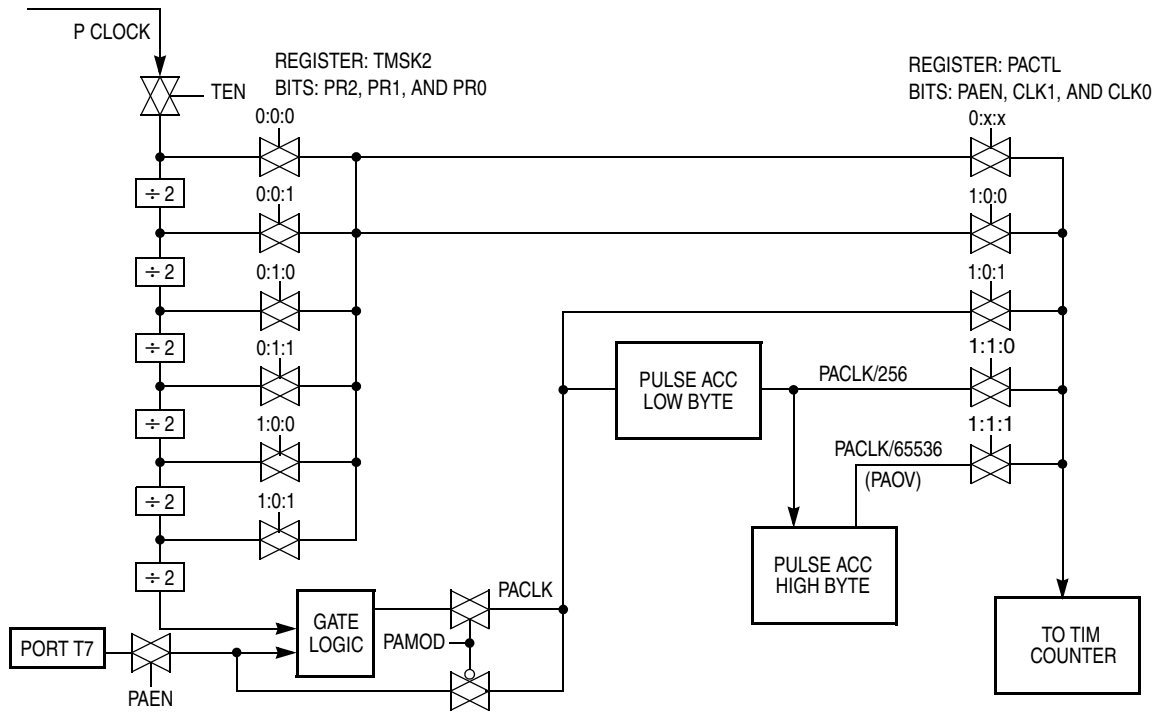 P CLOCK
TEN
REGISTER: TMSK2
BITS: PR2, PR1, AND PR0
REGISTER: PACTL
BITS: PAEN, CLK1, AND CLK0
0:0:0
0:x:x
÷ 2
0:0:1
1:0:0
÷ 2
0:1:0
1:0:1
÷ 2
0:1:1
1:1:0
PULSE ACC
LOW BYTE
PACLK/256
÷ 2
1:0:0
1:1:1
PACLK/65536
(PAOV)
÷ 2
1:0:1
PULSE ACC
HIGH BYTE
÷ 2
GATE
LOGIC
PACLK
PORT T7
PAMOD
PAEN
TO TIM
COUNTER